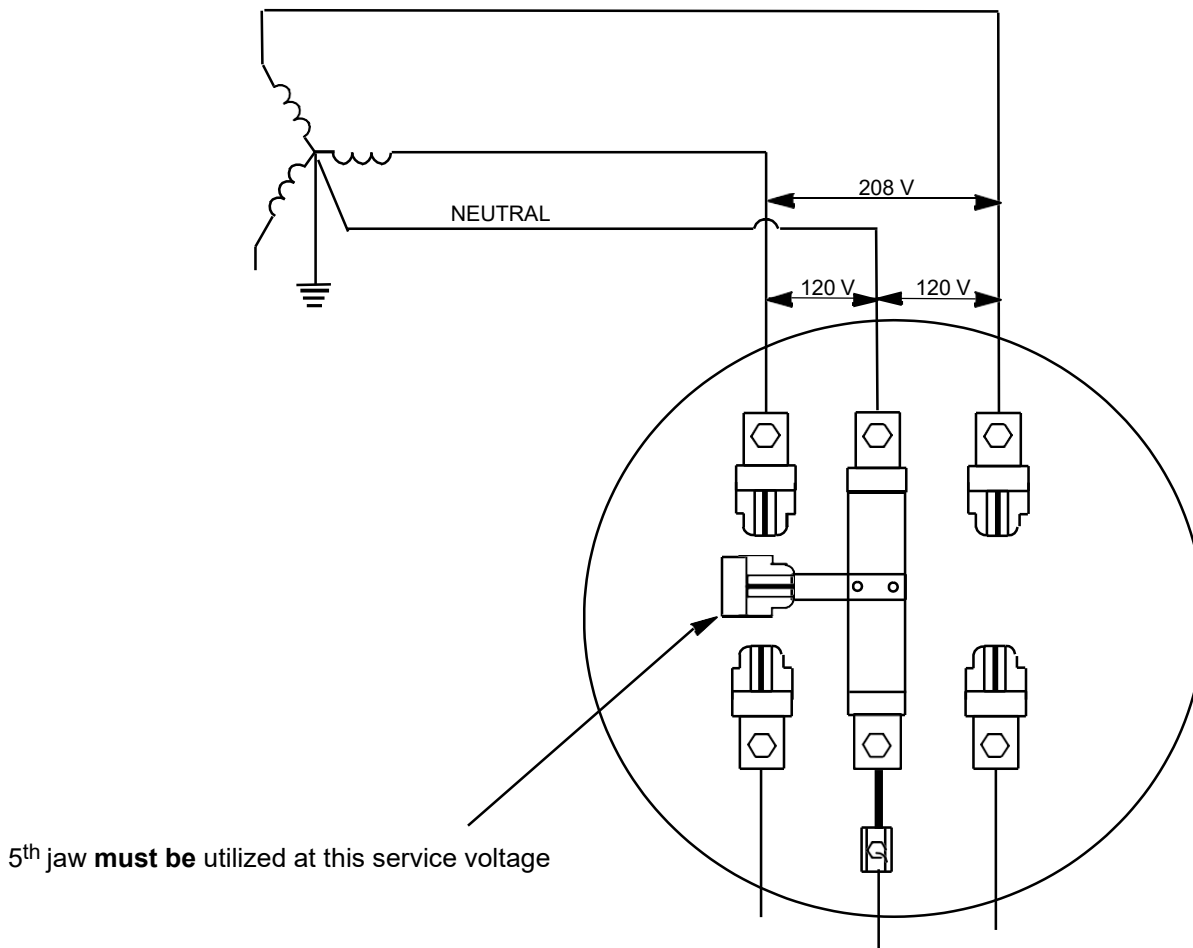 208 V
NEUTRAL
120 V
120 V
5th jaw must be utilized at this service voltage